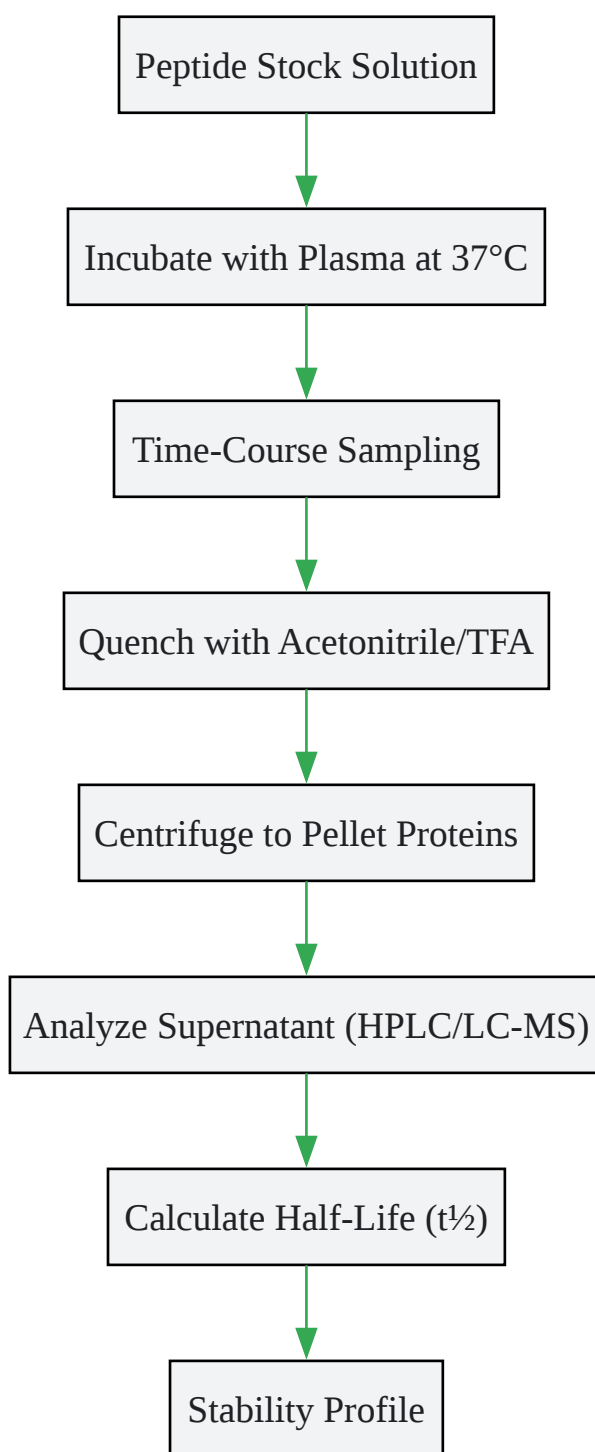 Peptide Stock Solution
Incubate with Plasma at 37°C
Time-Course Sampling
Quench with Acetonitrile/TFA
Centrifuge to Pellet Proteins
Analyze Supernatant (HPLC/LC-MS)
Calculate Half-Life (t½)
Stability Profile